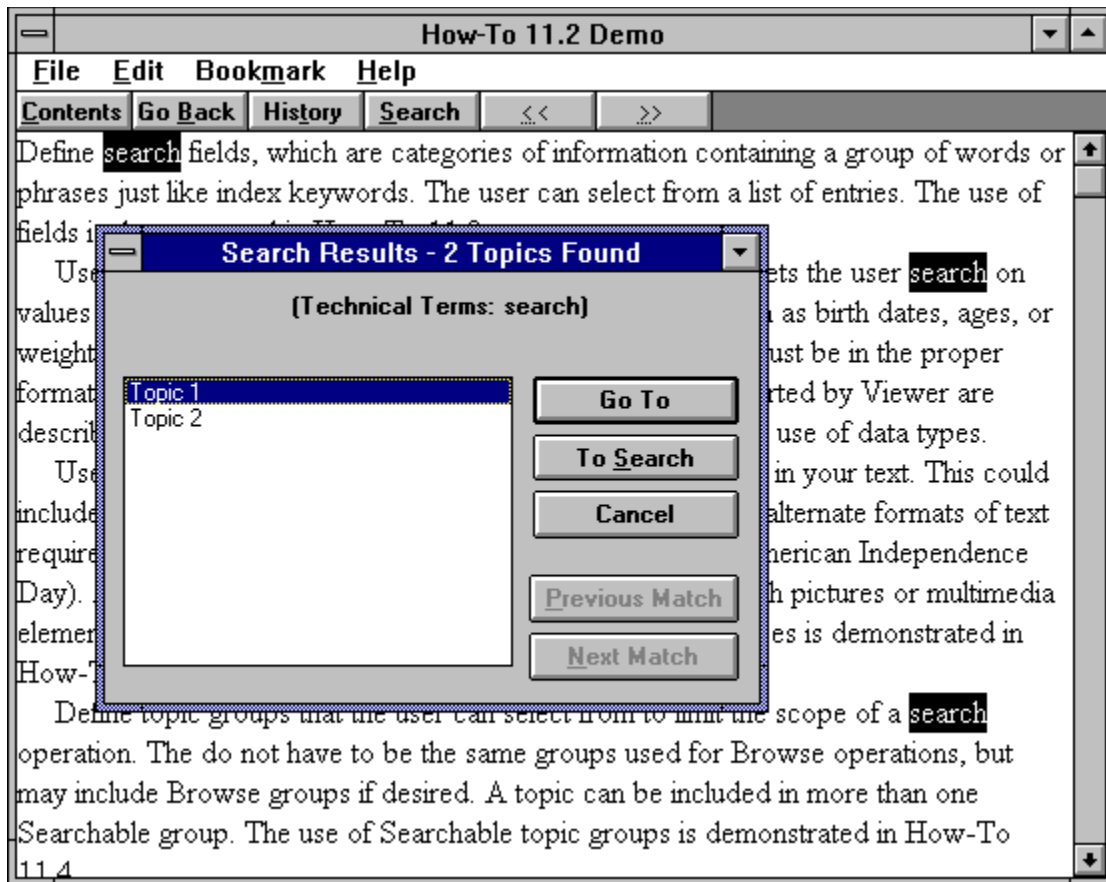 How-To 11.2 Demo
File Edit Bookmark Help
Contents Go Back History Search << >>
Define search fields, which are categories of information containing a group of words or
phrases just like index keywords. The user can select from a list of entries. The use of
fields
Search Results - 2 Topics Found
(Technical Terms: search)
Topic 1
Topic 2
Go To
To Search
Cancel
Previous Match
Next Match
Use ets the user search on
values as birth dates, ages, or
weight ust be in the proper
format rted by Viewer are
describ use of data types.
Use in your text. This could
include alternate formats of text
require merican Independence
Day). h pictures or multimedia
elemen es is demonstrated in
How-T
Define topic groups that the user can select from to limit the scope of a search
operation. The do not have to be the same groups used for Browse operations, but
may include Browse groups if desired. A topic can be included in more than one
Searchable group. The use of Searchable topic groups is demonstrated in How-To
11.4